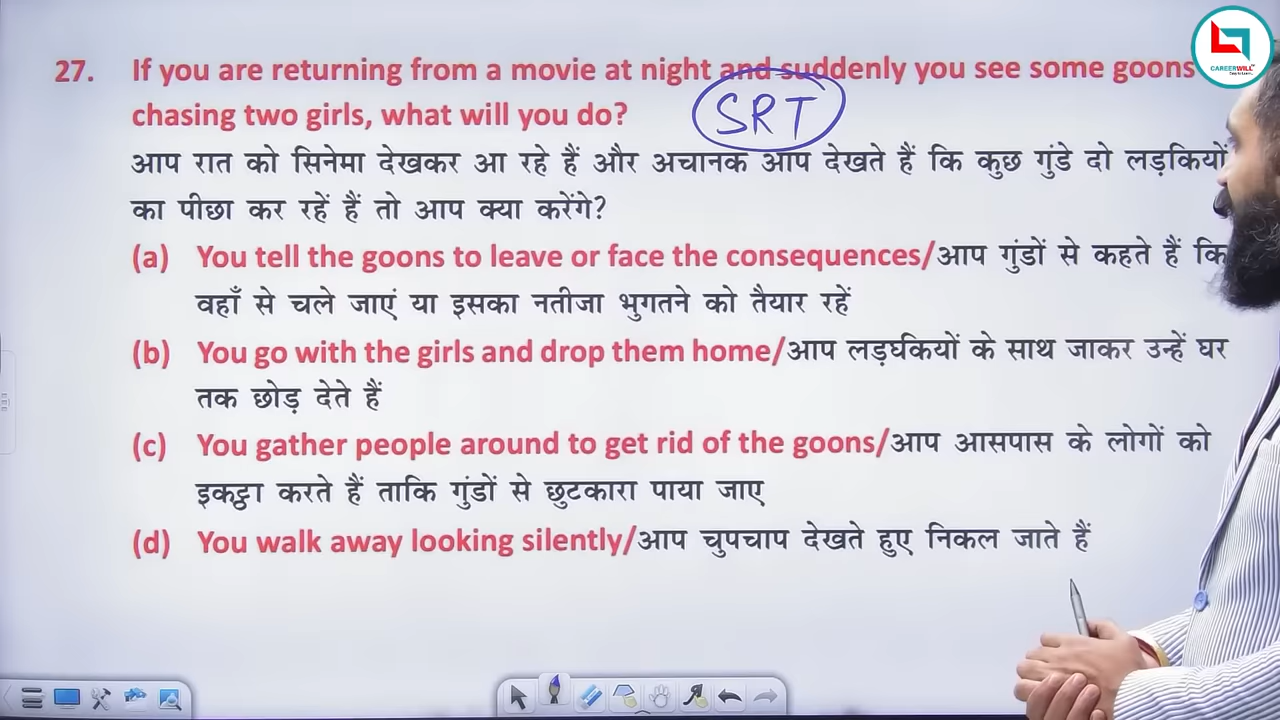 CAREERWILL
27. If you are returning from a movie at night and suddenly you see some goons
chasing two girls, what will you do?
SRT
आप रात को सिनेमा देखकर आ रहे हैं और अचानक आप देखते हैं कि कुछ गुंडे दो लड़कियों
का पीछा कर रहें हैं तो आप क्या करेंगे?
(a) You tell the goons to leave or face the consequences/आप गुंडों से कहते हैं कि
वहाँ से चले जाएं या इसका नतीजा भुगतने को तैयार रहें
(b) You go with the girls and drop them home/आप लड़घकियों के साथ जाकर उन्हें घर
तक छोड़ देते हैं
(c) You gather people around to get rid of the goons/आप आसपास के लोगों को
इकट्ठा करते हैं ताकि गुंडों से छुटकारा पाया जाए
(d) You walk away looking silently/आप चुपचाप देखते हुए निकल जाते हैं